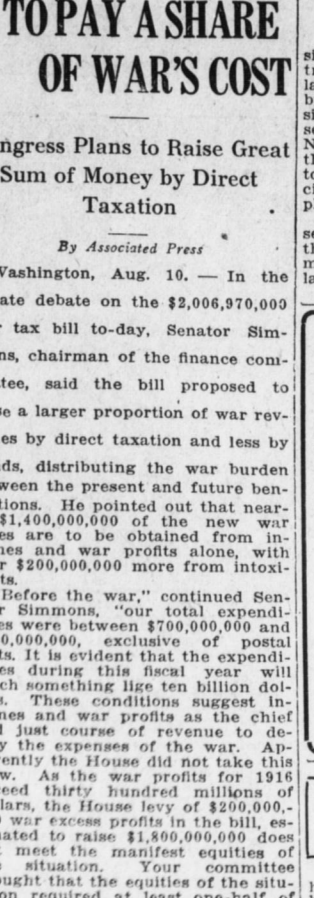 TO PAY A SHARE
OF WAR'S COST
ngress Plans to Raise Great
Sum of Money by Direct
Taxation
By Associated Press
Washington, Aug. 10. — In the
ate debate on the $2,006,970,000
tax bill to-day, Senator Sim-
ns, chairman of the finance com-
tee, said the bill proposed to
e a larger proportion of war rev-
es by direct taxation and less by
ds, distributing the war burden
ween the present and future ben-
tions. He pointed out that near-
$1,400,000,000 of the new war
es are to be obtained from in-
nes and war profits alone, with
r $200,000,000 more from intoxi-
ts.
Before the war," continued Sen-
r Simmons, "our total expendi-
es were between $700,000,000 and
0,000,000, exclusive of postal
ts. It is evident that the expendi-
es during this fiscal year will
ch something lige ten billion dol-
s. These conditions suggest in-
nes and war profits as the chief
l just course of revenue to de-
y the expenses of the war. Ap-
ently the House did not take this
w. As the war profits for 1916
eed thirty hundred millions of
lars, the House levy of $200,000,-
war excess profits in the bill, es-
ated to raise $1,800,000,000 does
meet the manifest equities of
situation. Your committee
ught that the equities of the situ-
on required at least one-half of